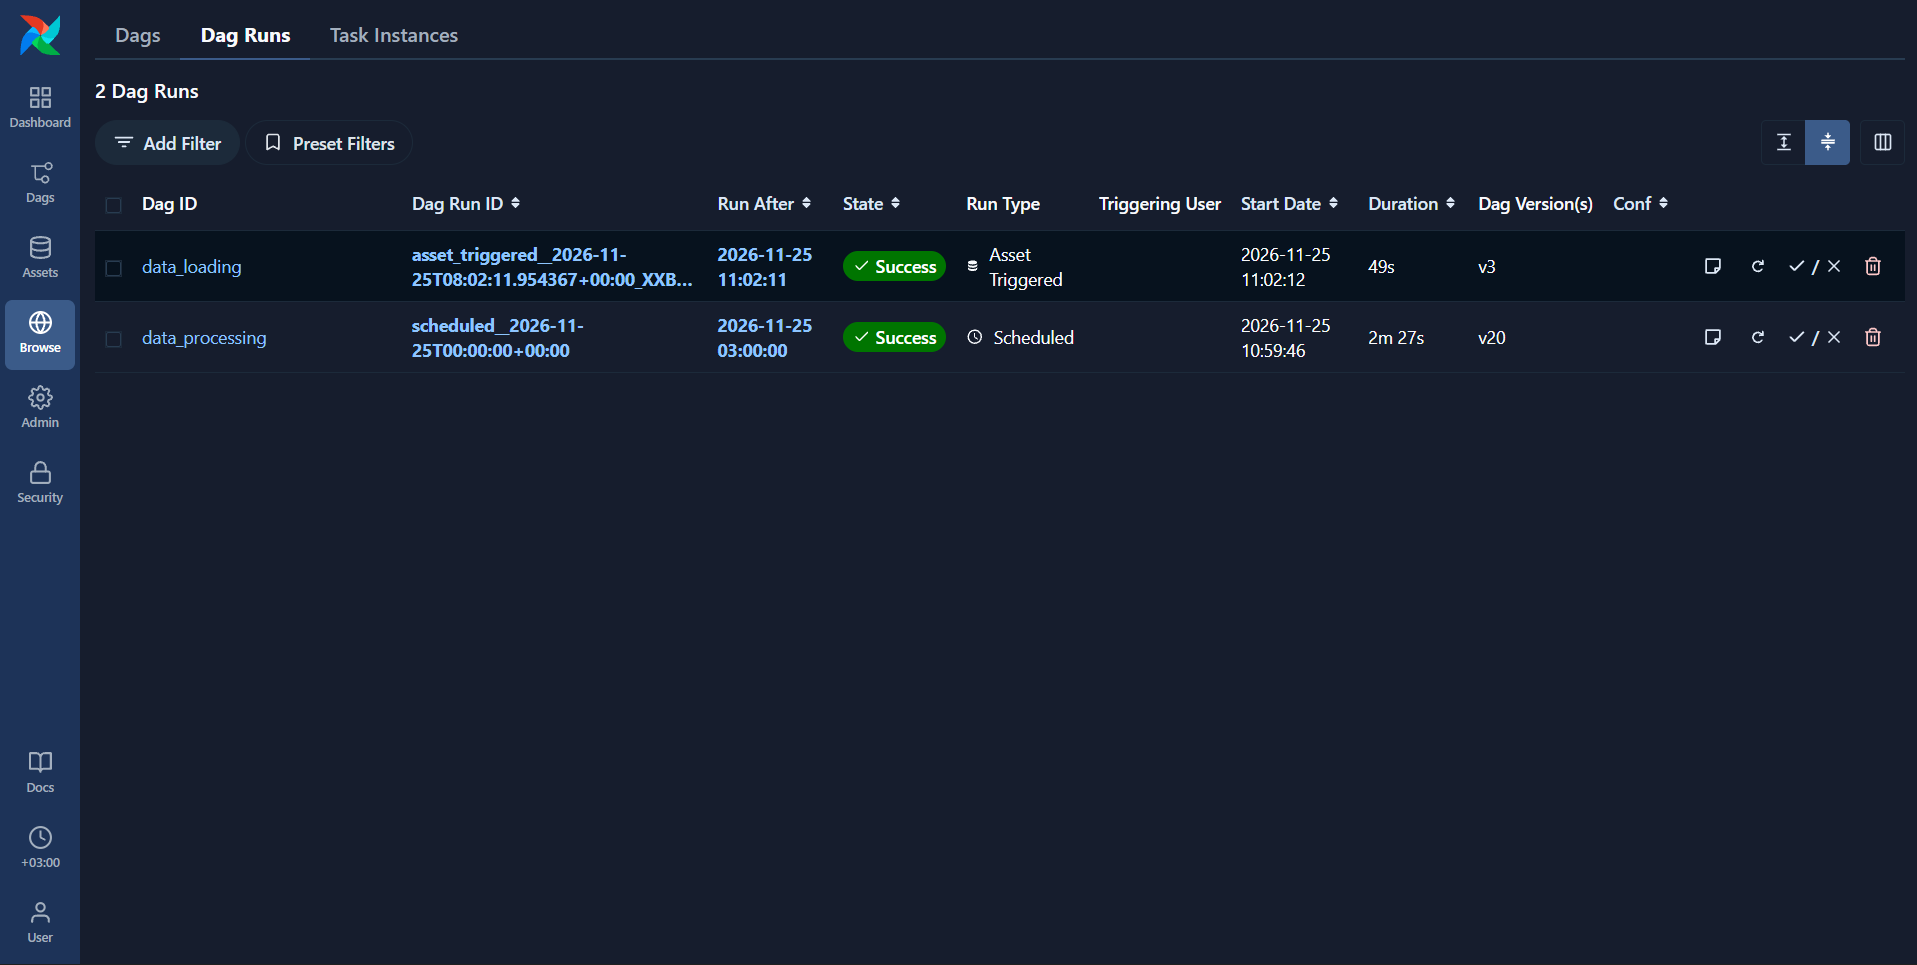 Dags Dag Runs Task Instances
2 Dag Runs
Add Filter Preset Filters
Dag ID Dag Run ID Run After State Run Type Triggering User Start Date Duration Dag Version(s) Conf
data_loading
asset_triggered__2026-11-
25T08:02:11.954367+00:00_XXB...
2026-11-25
11:02:11
Success
Asset
Triggered
2026-11-25
11:02:12
49s
v3
/
data_processing
scheduled__2026-11-
25T00:00:00+00:00
2026-11-25
03:00:00
Success
Scheduled
2026-11-25
10:59:46
2m 27s
v20
/
Dashboard
Dags
Assets
Browse
Admin
Security
Docs
+03:00
User